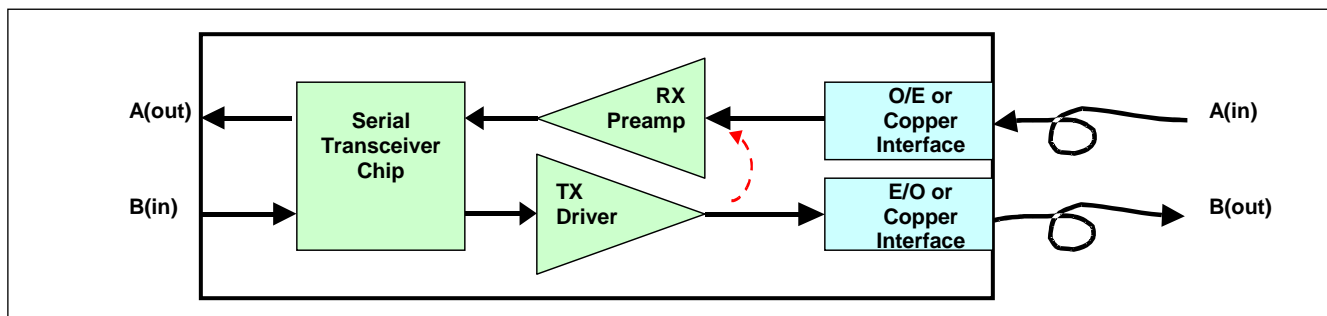 A(out)
Serial
Transceiver
Chip
RX
Preamp
O/E or
Copper
Interface
A(in)
B(in)
TX
Driver
E/O or
Copper
Interface
B(out)